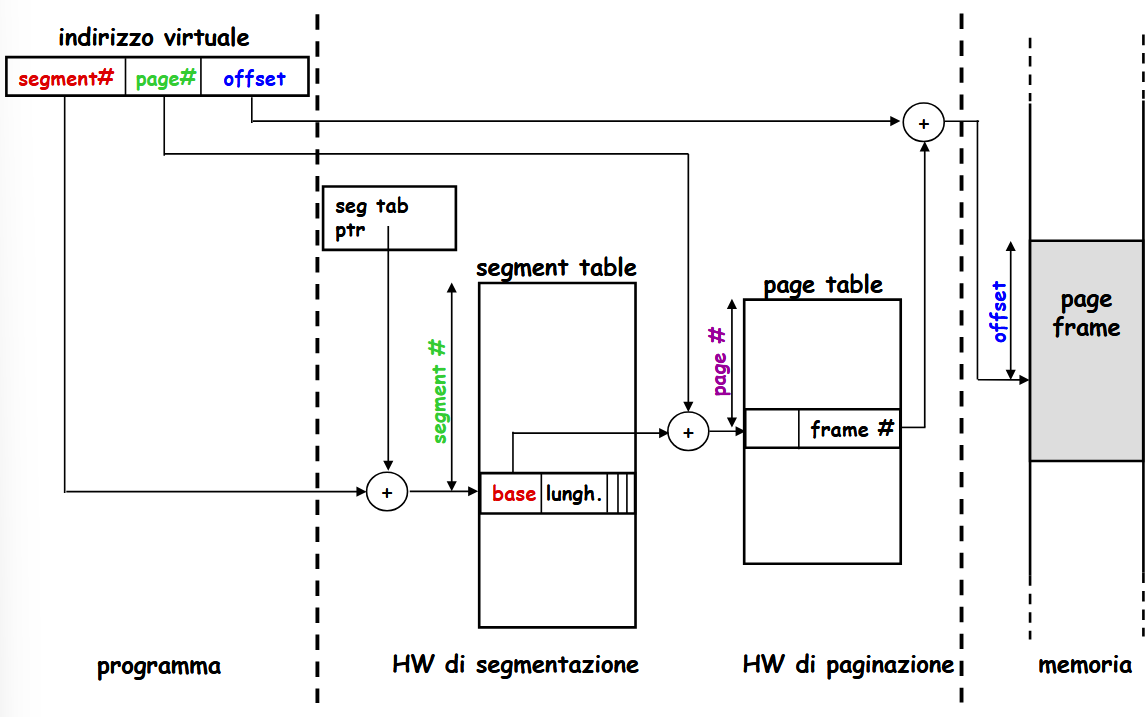 indirizzo virtuale
segment# page# offset
+
seg tab
ptr
segment table
page table
segment #
page #
offset
page
frame
frame #
+
base lungh.
+
programma
HW di segmentazione
HW di paginazione
memoria